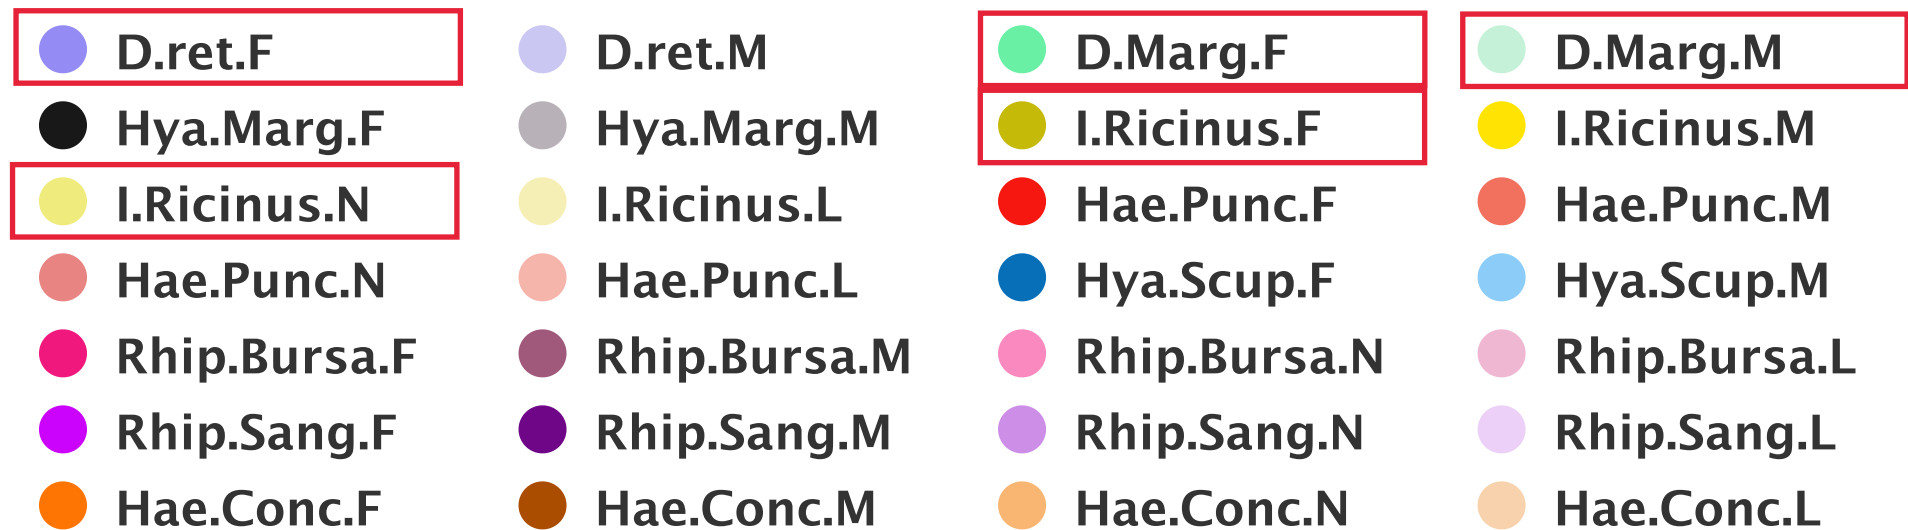 D.ret.F D.ret.M D.Marg.F D.Marg.M
Hya.Marg.F Hya.Marg.M I.Ricinus.F I.Ricinus.M
I.Ricinus.N I.Ricinus.L Hae.Punc.F Hae.Punc.M
Hae.Punc.N Hae.Punc.L Hya.Scup.F Hya.Scup.M
Rhip.Bursa.F Rhip.Bursa.M Rhip.Bursa.N Rhip.Bursa.L
Rhip.Sang.F Rhip.Sang.M Rhip.Sang.N Rhip.Sang.L
Hae.Conc.F Hae.Conc.M Hae.Conc.N Hae.Conc.L